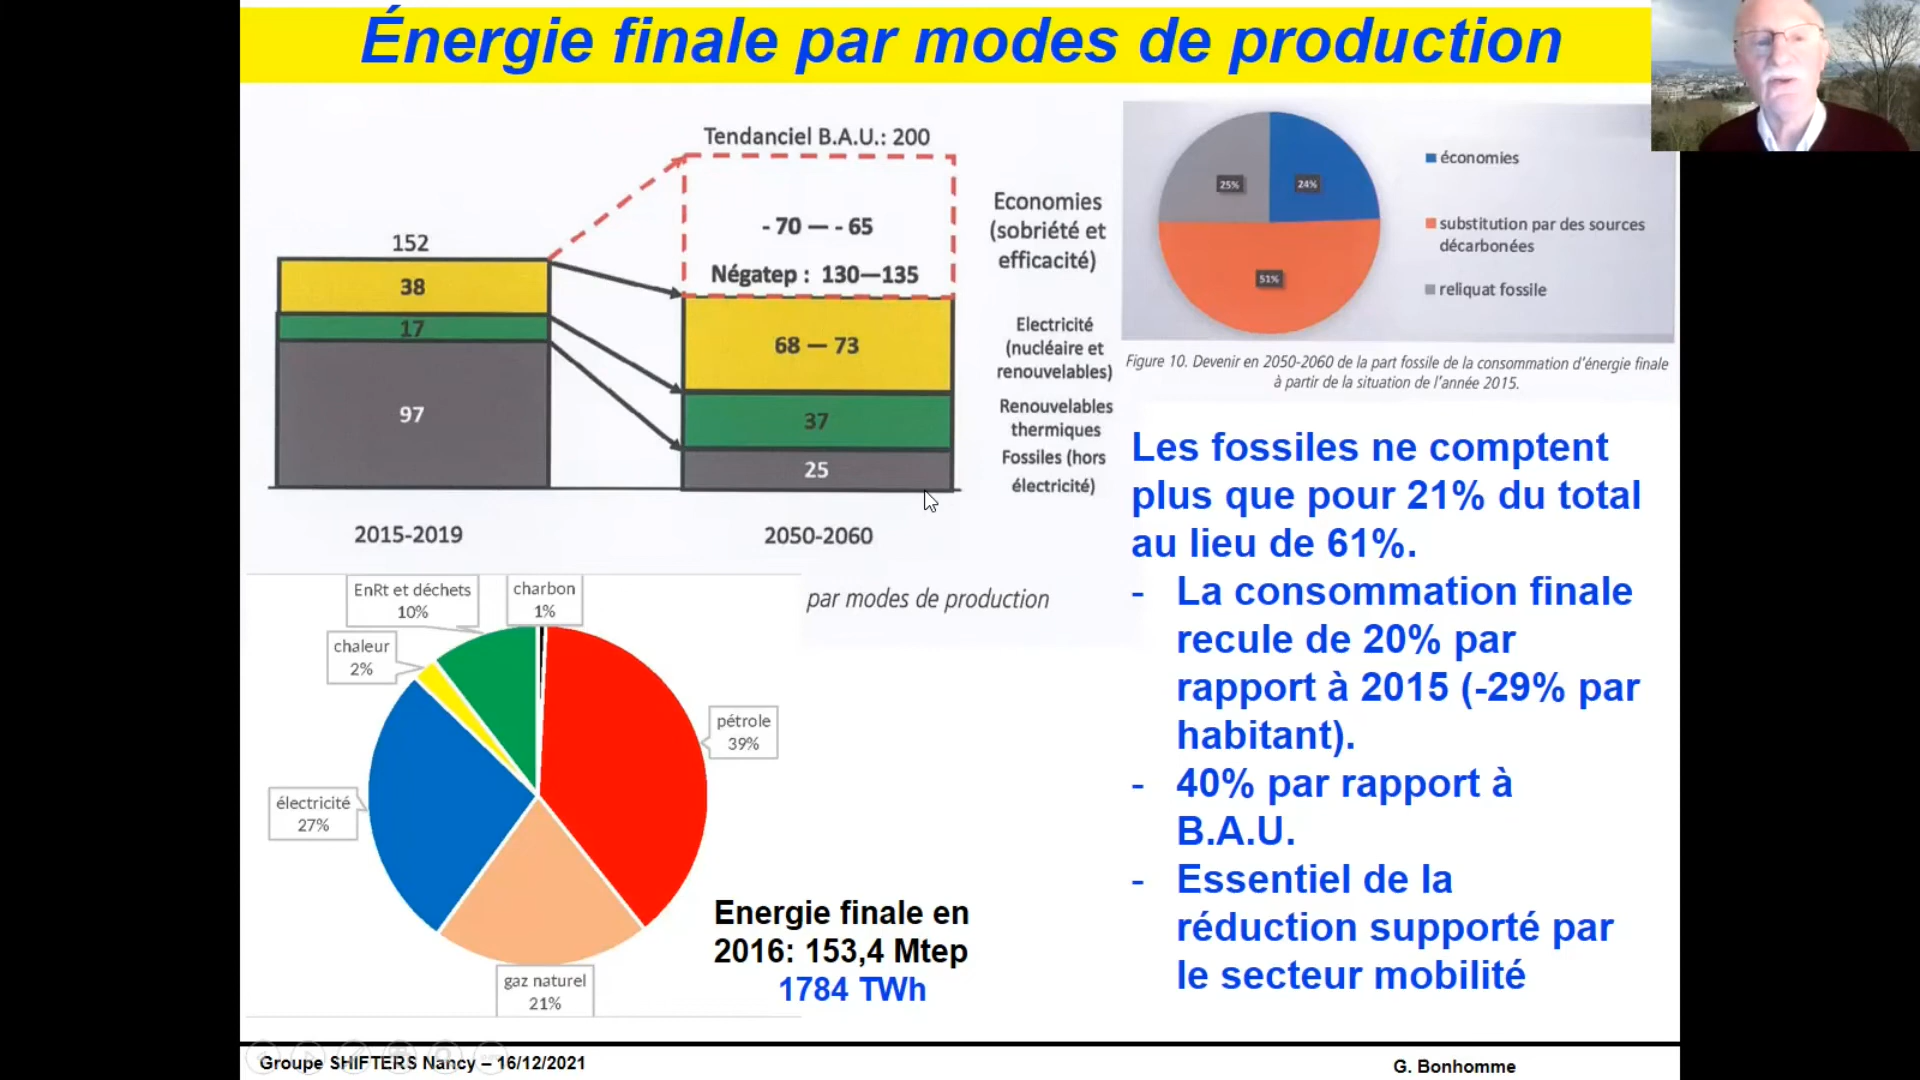 Énergie finale par modes de production
Tendanciel B.A.U.: 200
- 70 — - 65
Négatep : 130—135
152
38
17
97
68 — 73
37
25
2015-2019
2050-2060
Economies
(sobriété et
efficacité)
Electricité
(nucléaire et
renouvelables)
Renouvelables
thermiques
Fossiles (hors
électricité)
par modes de production
25%
24%
51%
économies
substitution par des sources
décarbonées
reliquat fossile
Figure 10. Devenir en 2050-2060 de la part fossile de la consommation d'énergie finale
à partir de la situation de l'année 2015.
Les fossiles ne comptent
plus que pour 21% du total
au lieu de 61%.
- La consommation finale
recule de 20% par
rapport à 2015 (-29% par
habitant).
- 40% par rapport à
B.A.U.
- Essentiel de la
réduction supporté par
le secteur mobilité
EnRt et déchets
10%
charbon
1%
chaleur
2%
pétrole
39%
électricité
27%
gaz naturel
21%
Energie finale en
2016: 153,4 Mtep
1784 TWh
Groupe SHIFTERS Nancy – 16/12/2021
G. Bonhomme